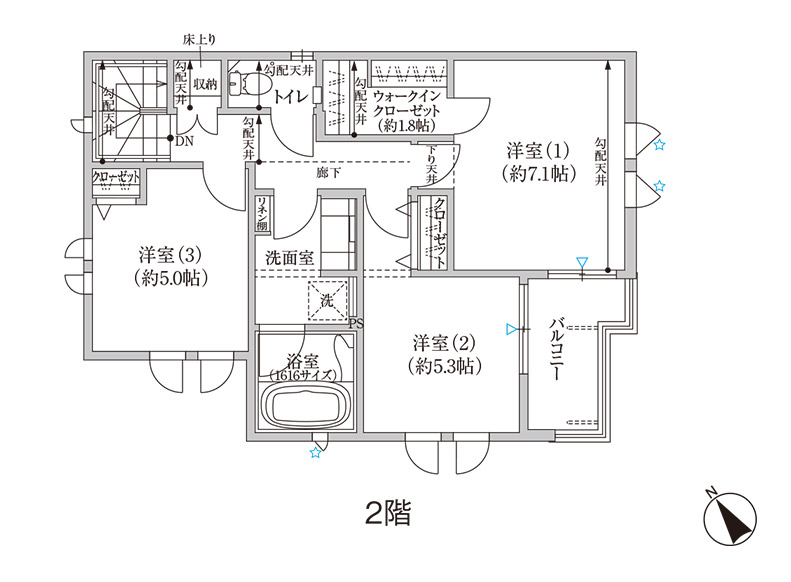 床上り
勾配天井
勾配天井
収納
勾配天井
トイレ
勾配天井
ウォークイン
クローゼット
(約1.8帖)
勾配天井
DN
勾配天井
廊下
下り天井
洋室(1)
(約7.1帖)
勾配天井
クローゼット
リネン棚
クローゼット
洋室(3)
(約5.0帖)
洗面室
洗
PS
洋室(2)
(約5.3帖)
バルコニー
浴室
(1616サイズ)
2階
N